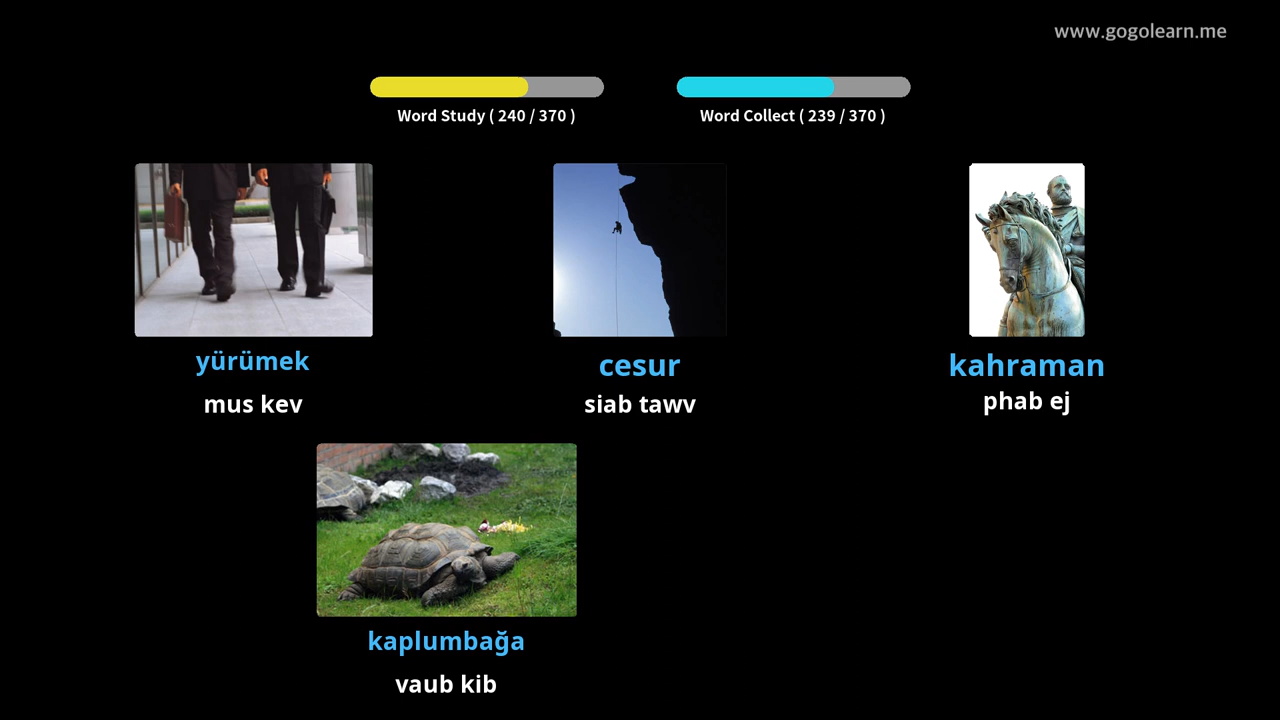 www.gogolearn.me
Word Study ( 240 / 370 )
Word Collect ( 239 / 370 )
yürümek
mus kev
cesur
siab tawv
kahraman
phab ej
kaplumbağa
vaub kib